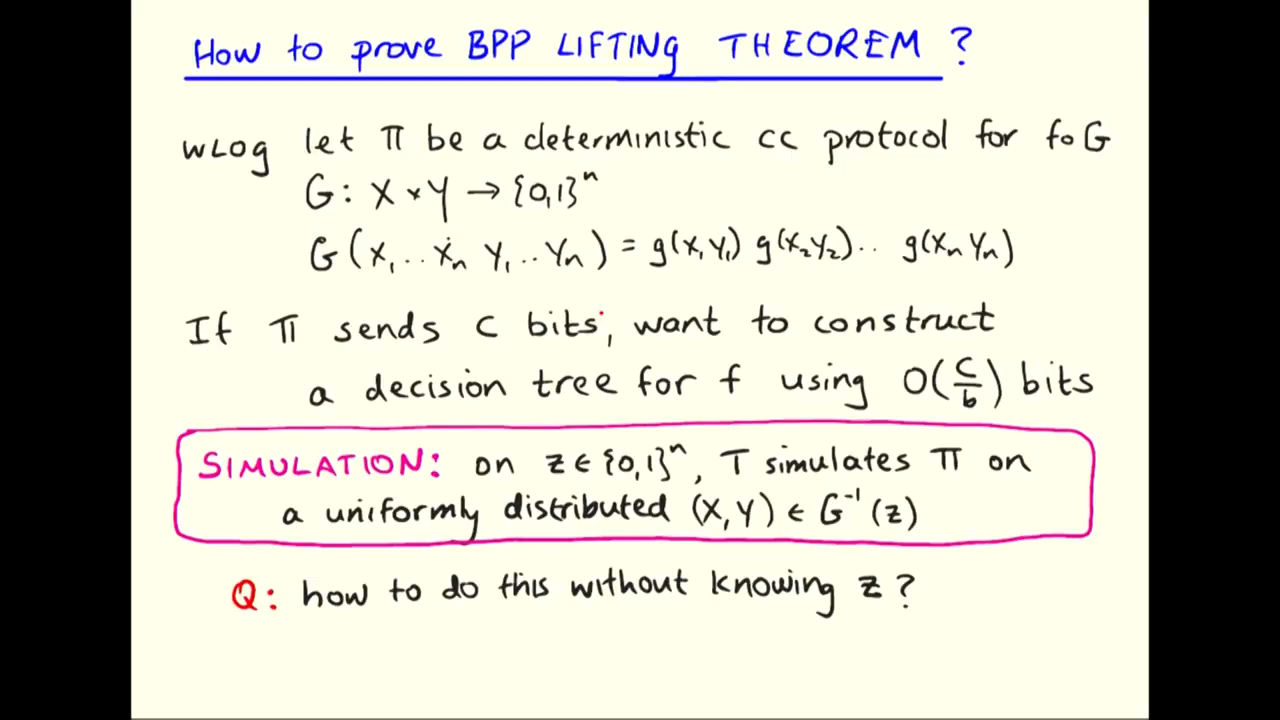 How to prove BPP LIFTING THEOREM ?
WLOG let Π be a deterministic cc protocol for f∘G
G: X × Y → {0,1}ⁿ
G(x₁..xₙ y₁..yₙ) = g(x₁y₁) g(x₂y₂).. g(xₙyₙ)
If Π sends C bits, want to construct
a decision tree for f using O(C/b) bits
SIMULATION: on z ∈ {0,1}ⁿ, T simulates Π on
a uniformly distributed (X,Y) ∈ G⁻¹(z)
Q: how to do this without knowing z?